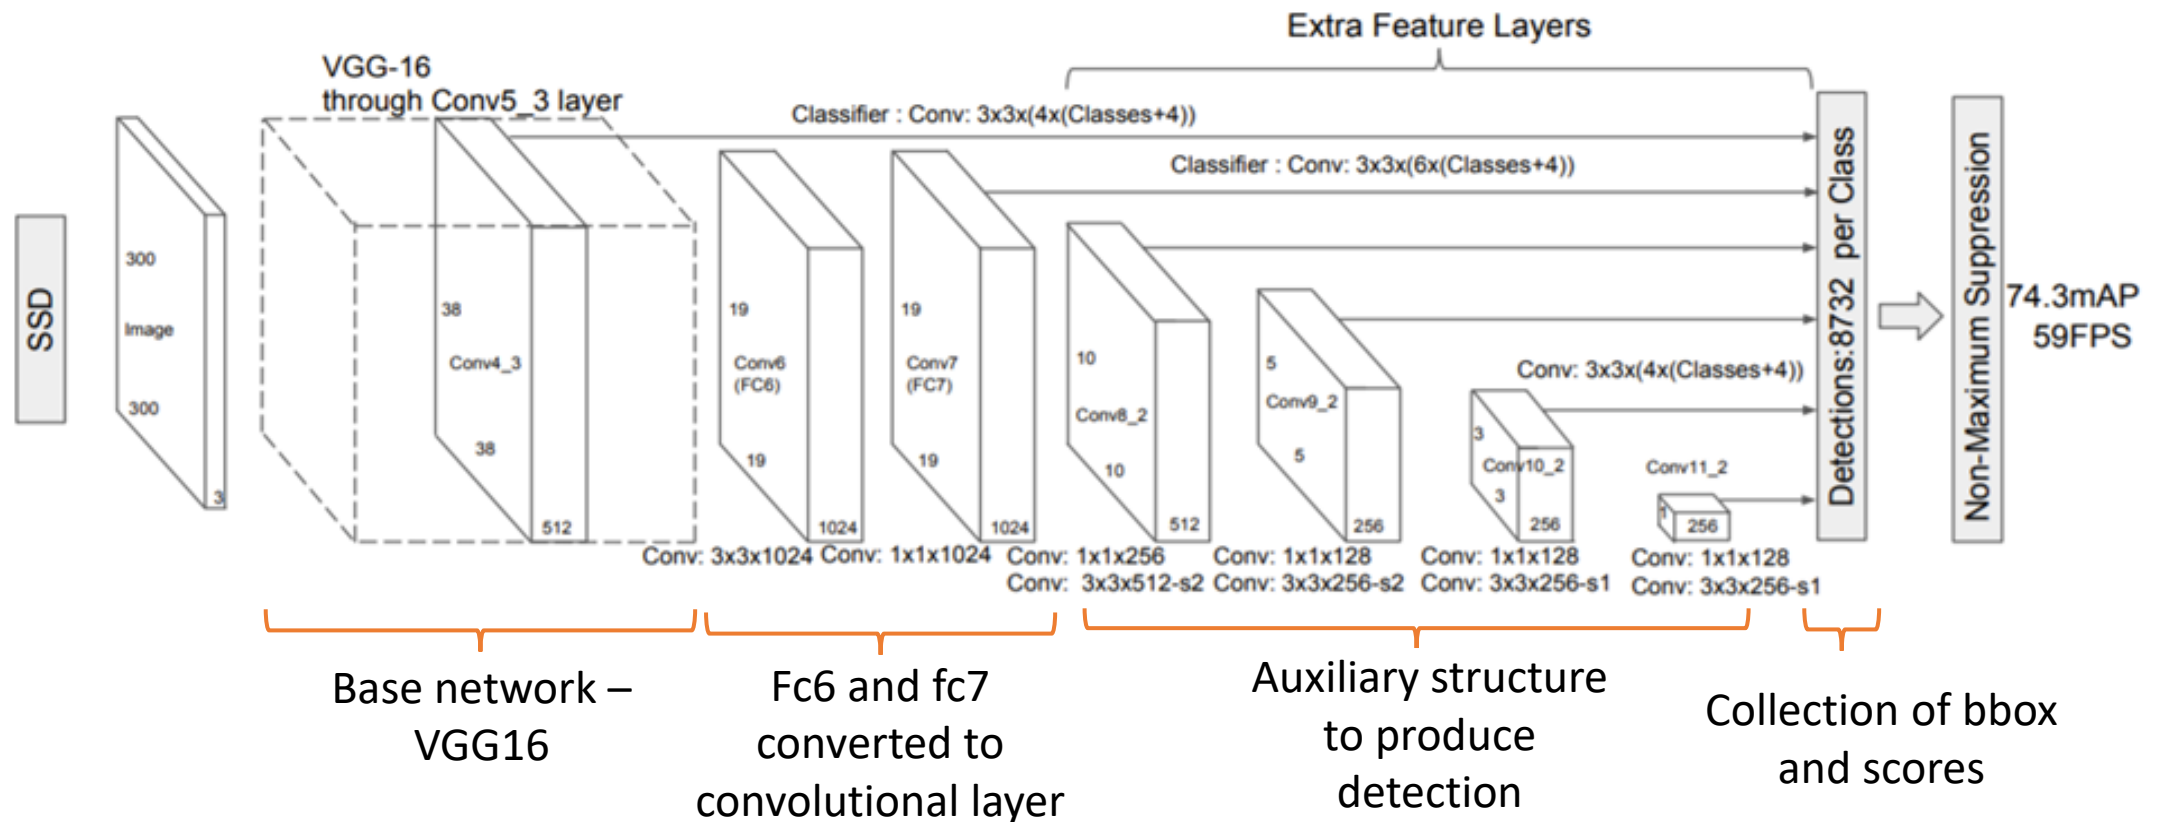 Extra Feature Layers
VGG-16
through Conv5_3 layer
Classifier : Conv: 3x3x(4x(Classes+4))
Classifier : Conv: 3x3x(6x(Classes+4))
Conv: 3x3x(4x(Classes+4))
SSD
300
Image
300
3
38
Conv4_3
38
512
19
Conv6
(FC6)
19
1024
19
Conv7
(FC7)
19
1024
10
Conv8_2
10
512
5
Conv9_2
5
256
3
Conv10_2
3
256
Conv11_2
1
256
Detections:8732 per Class
Non-Maximum Suppression
74.3mAP
59FPS
Conv: 3x3x1024
Conv: 1x1x1024
Conv: 1x1x256
Conv: 3x3x512-s2
Conv: 1x1x128
Conv: 3x3x256-s2
Conv: 1x1x128
Conv: 3x3x256-s1
Conv: 1x1x128
Conv: 3x3x256-s1
Base network –
VGG16
Fc6 and fc7
converted to
convolutional layer
Auxiliary structure
to produce
detection
Collection of bbox
and scores